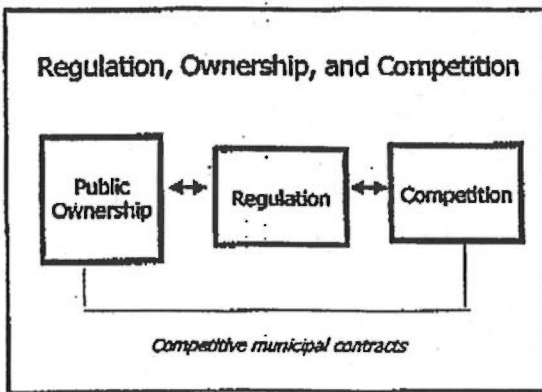 Regulation, Ownership, and Competition
Public
Ownership
Regulation
Competition
Competitive municipal contracts